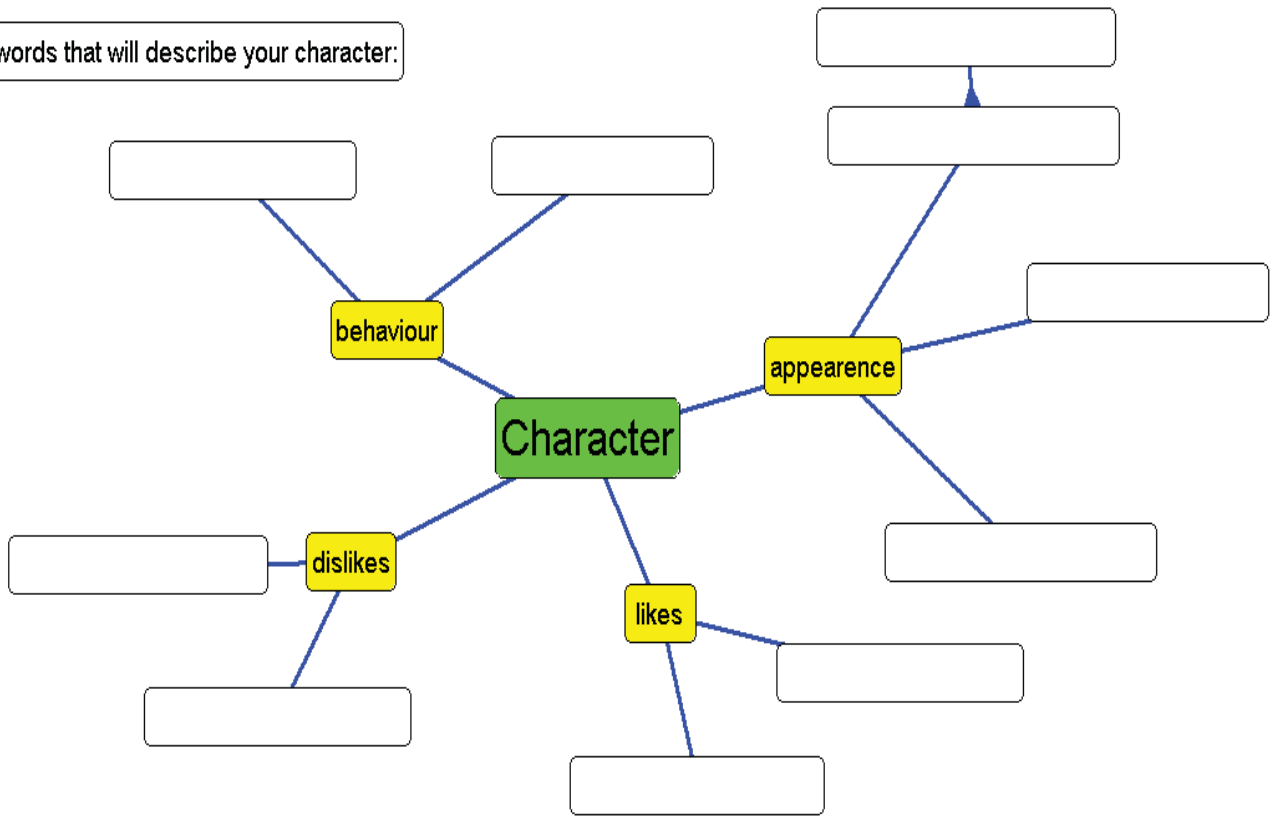 words that will describe your character:
behaviour
appearence
Character
dislikes
likes